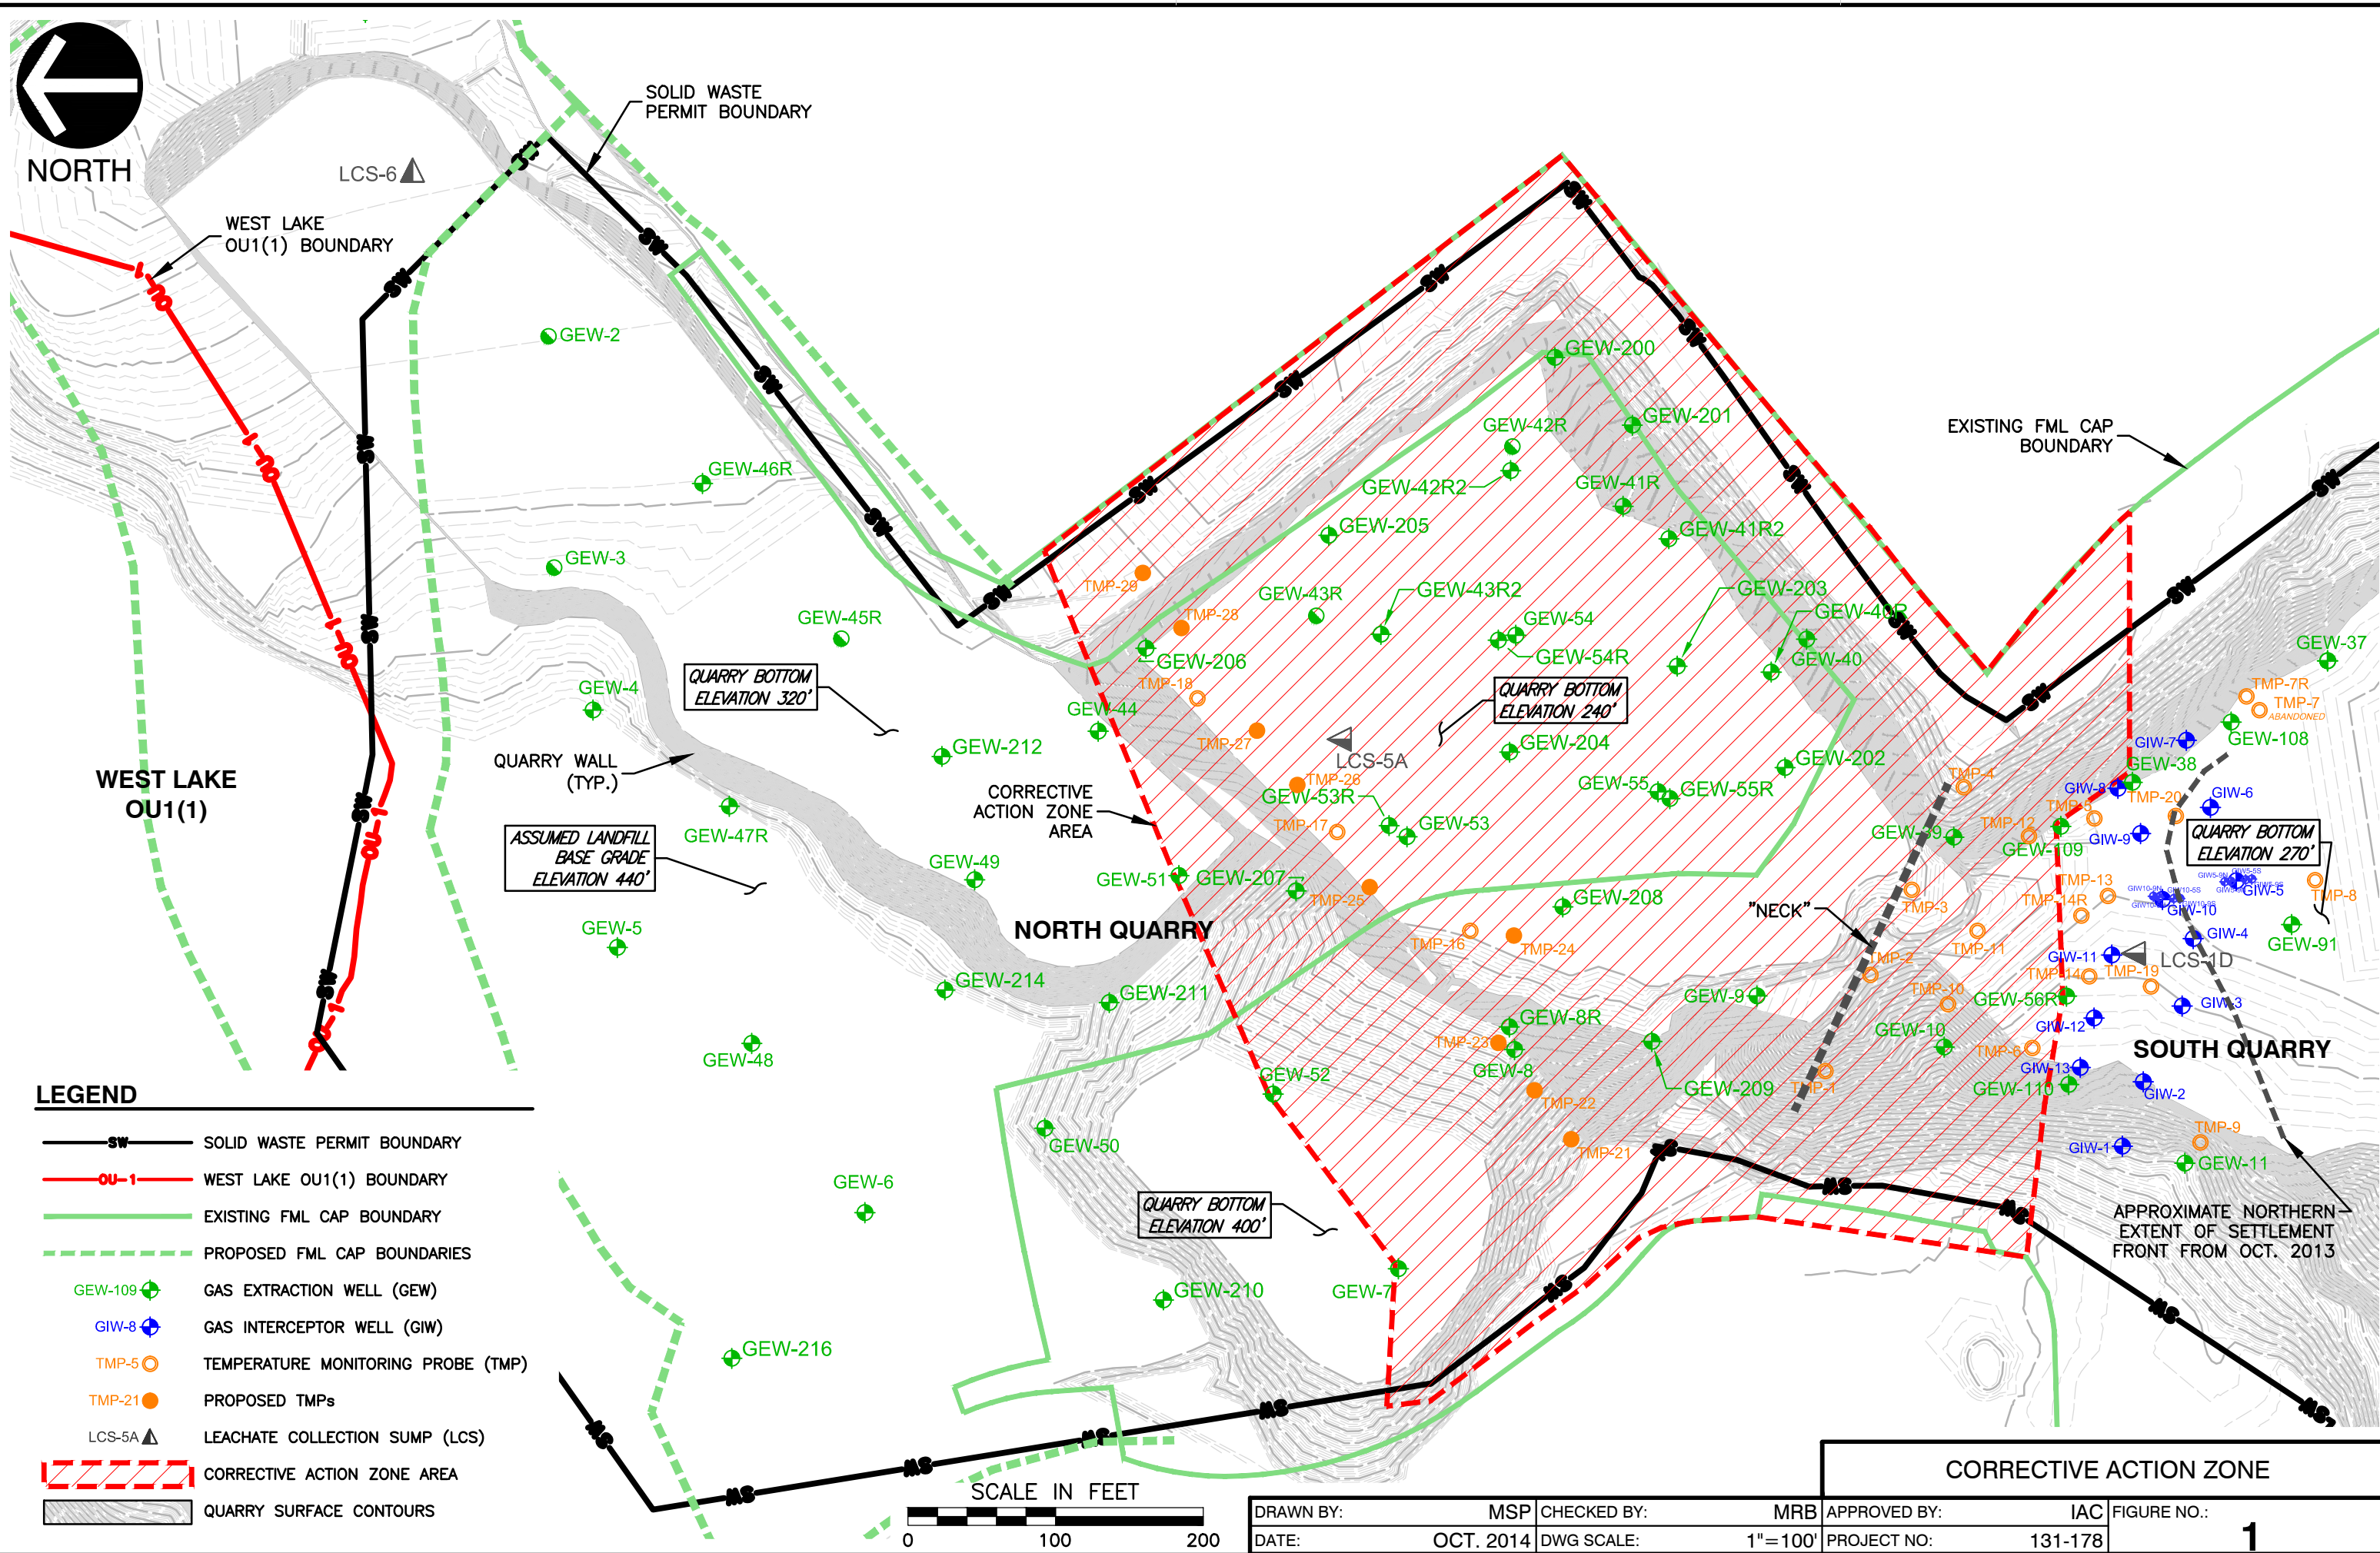 NORTH
SOLID WASTE
PERMIT BOUNDARY
LCS-6
WEST LAKE
OU1(1) BOUNDARY
GEW-2
GEW-46R
GEW-3
GEW-45R
GEW-4
QUARRY BOTTOM
ELEVATION 320'
GEW-212
QUARRY WALL
(TYP.)
WEST LAKE
OU1(1)
GEW-47R
ASSUMED LANDFILL
BASE GRADE
ELEVATION 440'
GEW-49
GEW-5
GEW-214
GEW-211
GEW-48
CORRECTIVE
ACTION ZONE
AREA
NORTH QUARRY
GEW-44
GEW-51
GEW-207
GEW-52
GEW-50
GEW-6
GEW-210
GEW-216
QUARRY BOTTOM
ELEVATION 400'
GEW-7
GEW-200
GEW-201
GEW-42R
GEW-42R2
GEW-41R
GEW-41R2
GEW-205
TMP-29
TMP-28
GEW-206
TMP-18
GEW-43R
GEW-43R2
GEW-54
GEW-54R
GEW-203
GEW-40R
GEW-40
QUARRY BOTTOM
ELEVATION 240'
TMP-27
LCS-5A
GEW-204
GEW-202
TMP-26
GEW-53R
GEW-53
TMP-17
GEW-55
GEW-55R
TMP-25
GEW-208
TMP-16
TMP-24
GEW-9
GEW-8R
TMP-23
GEW-8
GEW-209
TMP-22
TMP-21
"NECK"
TMP-4
GEW-39
TMP-12
TMP-5
GEW-109
TMP-3
TMP-13
TMP-14R
TMP-11
TMP-2
TMP-10
TMP-14
TMP-19
GEW-56R
GEW-10
TMP-6
TMP-1
GEW-110
EXISTING FML CAP
BOUNDARY
GEW-37
TMP-7R
TMP-7
ABANDONED
GEW-108
GIW-7
GEW-38
GIW-8
TMP-20
GIW-6
GIW-9
QUARRY BOTTOM
ELEVATION 270'
GIW-5
TMP-8
GIW-10
GIW-4
GEW-91
GIW-11
LCS-1D
GIW-3
GIW-12
SOUTH QUARRY
GIW-13
GIW-2
GIW-1
TMP-9
GEW-11
APPROXIMATE NORTHERN
EXTENT OF SETTLEMENT
FRONT FROM OCT. 2013
LEGEND
SW SOLID WASTE PERMIT BOUNDARY
OU-1 WEST LAKE OU1(1) BOUNDARY
EXISTING FML CAP BOUNDARY
PROPOSED FML CAP BOUNDARIES
GEW-109 GAS EXTRACTION WELL (GEW)
GIW-8 GAS INTERCEPTOR WELL (GIW)
TMP-5 TEMPERATURE MONITORING PROBE (TMP)
TMP-21 PROPOSED TMPs
LCS-5A LEACHATE COLLECTION SUMP (LCS)
CORRECTIVE ACTION ZONE AREA
QUARRY SURFACE CONTOURS
SCALE IN FEET
0 100 200
CORRECTIVE ACTION ZONE
DRAWN BY: MSP CHECKED BY: MRB APPROVED BY: IAC FIGURE NO.:
DATE: OCT. 2014 DWG SCALE: 1"=100' PROJECT NO: 131-178 1